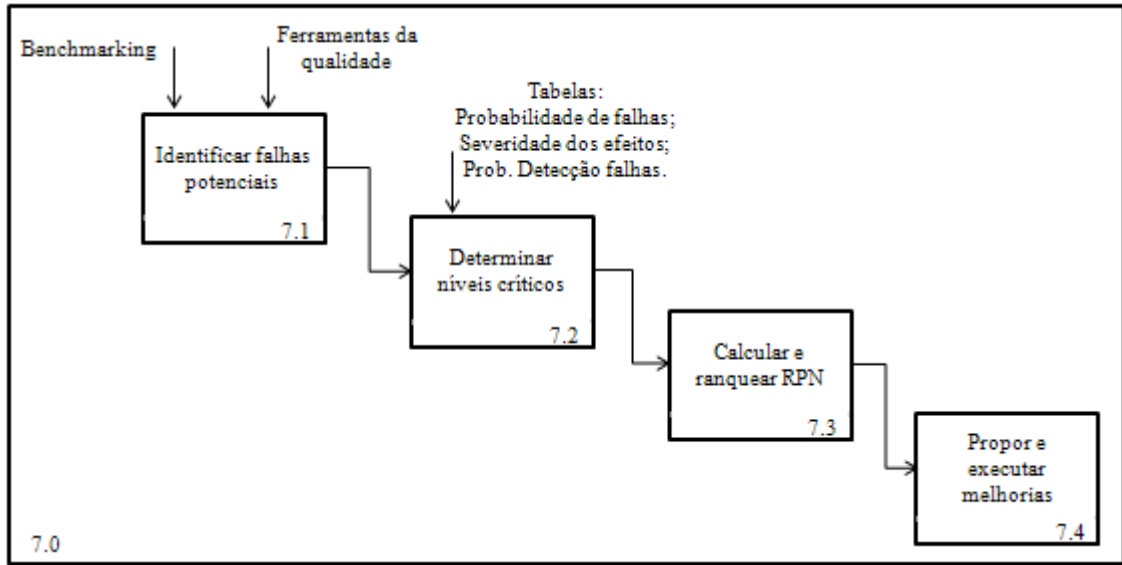 Benchmarking
Ferramentas da
qualidade
Tabelas:
Probabilidade de falhas;
Severidade dos efeitos;
Prob. Detecção falhas.
Identificar falhas
potenciais
7.1
Determinar
níveis críticos
7.2
Calcular e
ranquear RPN
7.3
Propor e
executar
melhorias
7.4
7.0